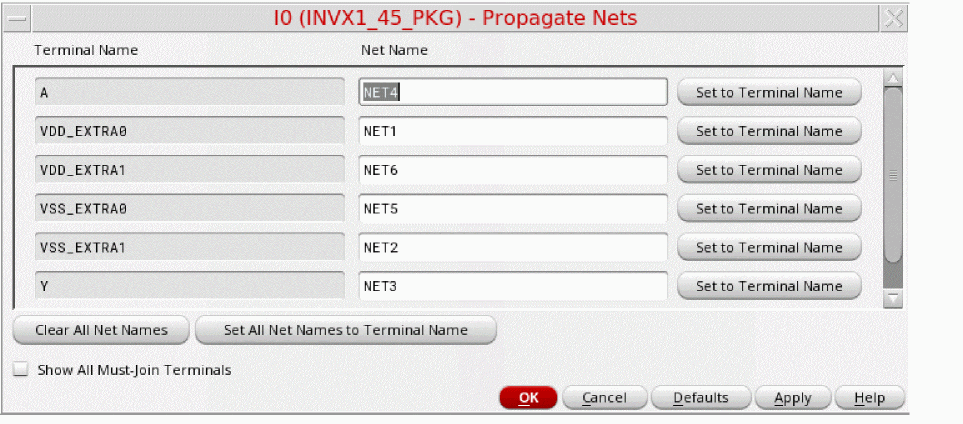 I0 (INVX1_45_PKG) - Propagate Nets
Terminal Name Net Name
A NET4 Set to Terminal Name
VDD_EXTRA0 NET1 Set to Terminal Name
VDD_EXTRA1 NET6 Set to Terminal Name
VSS_EXTRA0 NET5 Set to Terminal Name
VSS_EXTRA1 NET2 Set to Terminal Name
Y NET3 Set to Terminal Name
Clear All Net Names Set All Net Names to Terminal Name
Show All Must-Join Terminals
OK Cancel Defaults Apply Help